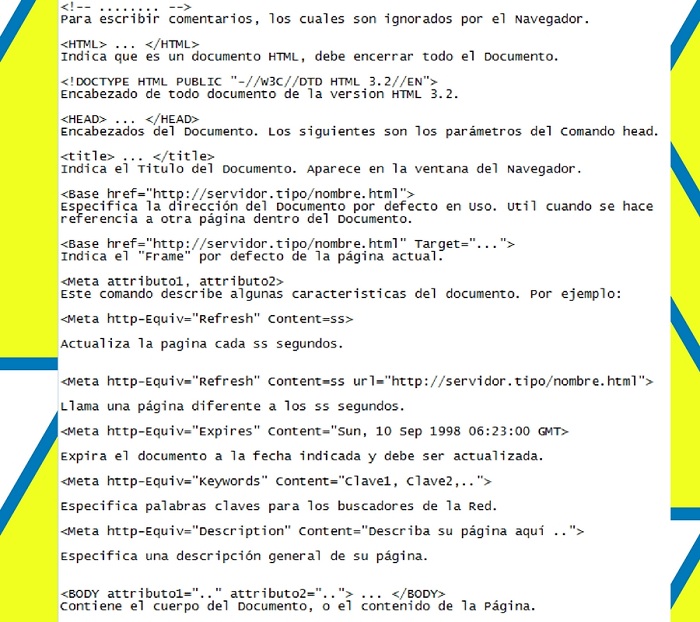 <!-- ........ -->
Para escribir comentarios, los cuales son ignorados por el Navegador.
<HTML> ... </HTML>
Indica que es un documento HTML, debe encerrar todo el Documento.
<!DOCTYPE HTML PUBLIC "-//W3C//DTD HTML 3.2//EN">
Encabezado de todo documento de la version HTML 3.2.
<HEAD> ... </HEAD>
Encabezados del Documento. Los siguientes son los parámetros del Comando head.
<title> ... </title>
Indica el Titulo del Documento. Aparece en la ventana del Navegador.
<Base href="http://servidor.tipo/nombre.html">
Especifica la dirección del Documento por defecto en Uso. Util cuando se hace
referencia a otra página dentro del Documento.
<Base href="http://servidor.tipo/nombre.html" Target="...">
Indica el "Frame" por defecto de la página actual.
<Meta attributo1, attributo2>
Este comando describe algunas caracteristicas del documento. Por ejemplo:
<Meta http-Equiv="Refresh" Content=ss>
Actualiza la pagina cada ss segundos.
<Meta http-Equiv="Refresh" Content=ss url="http://servidor.tipo/nombre.html">
Llama una página diferente a los ss segundos.
<Meta http-Equiv="Expires" Content="Sun, 10 Sep 1998 06:23:00 GMT>
Expira el documento a la fecha indicada y debe ser actualizada.
<Meta http-Equiv="Keywords" Content="Clave1, Clave2,..">
Especifica palabras claves para los buscadores de la Red.
<Meta http-Equiv="Description" Content="Describa su página aquí ..">
Especifica una descripción general de su página.
<BODY attributo1=".." attributo2=".."> ... </BODY>
Contiene el cuerpo del Documento, o el contenido de la Página.